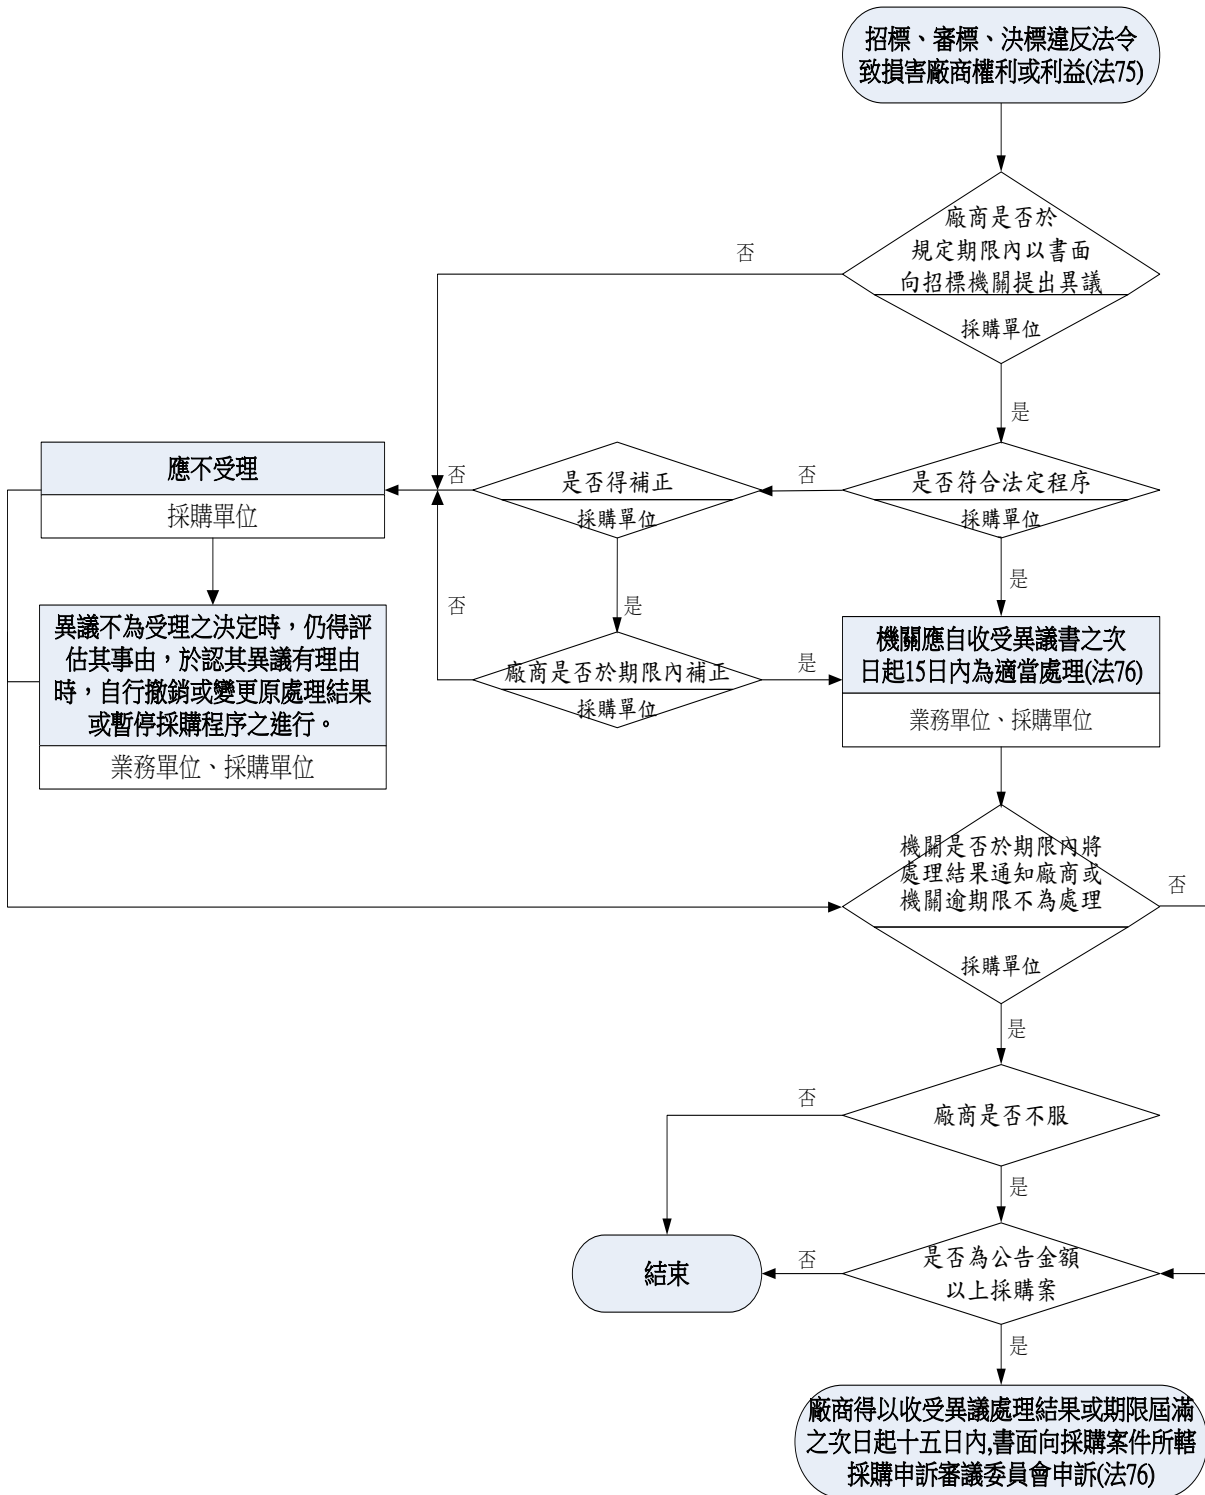 招標、審標、決標違反法令
致損害廠商權利或利益(法75)
廠商是否於
規定期限內以書面
向招標機關提出異議
採購單位
否
是
是否符合法定程序
採購單位
否
是
是否得補正
採購單位
否
是
應不受理
採購單位
異議不為受理之決定時，仍得評
估其事由，於認其異議有理由
時，自行撤銷或變更原處理結果
或暫停採購程序之進行。
業務單位、採購單位
廠商是否於期限內補正
採購單位
否
是
機關應自收受異議書之次
日起15日內為適當處理(法76)
業務單位、採購單位
機關是否於期限內將
處理結果通知廠商或
機關逾期限不為處理
採購單位
否
是
廠商是否不服
否
是
結束
是否為公告金額
以上採購案
否
是
廠商得以收受異議處理結果或期限屆滿
之次日起十五日內,書面向採購案件所轄
採購申訴審議委員會申訴(法76)